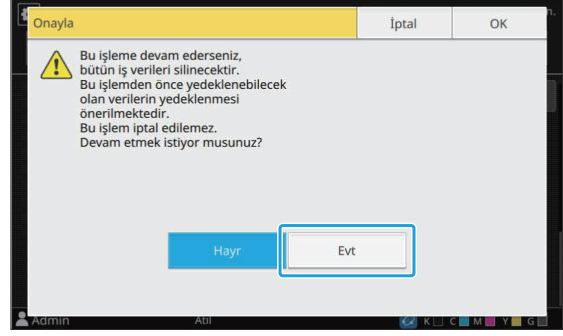 n.
Onayla
İptal
OK
Bu işleme devam ederseniz,
bütün iş verileri silinecektir.
Bu işlemden önce yedeklenebilecek
olan verilerin yedeklenmesi
önerilmektedir.
Bu işlem iptal edilemez.
Devam etmek istiyor musunuz?
Hayr
Evt
Admin
Atıl
K C M Y G